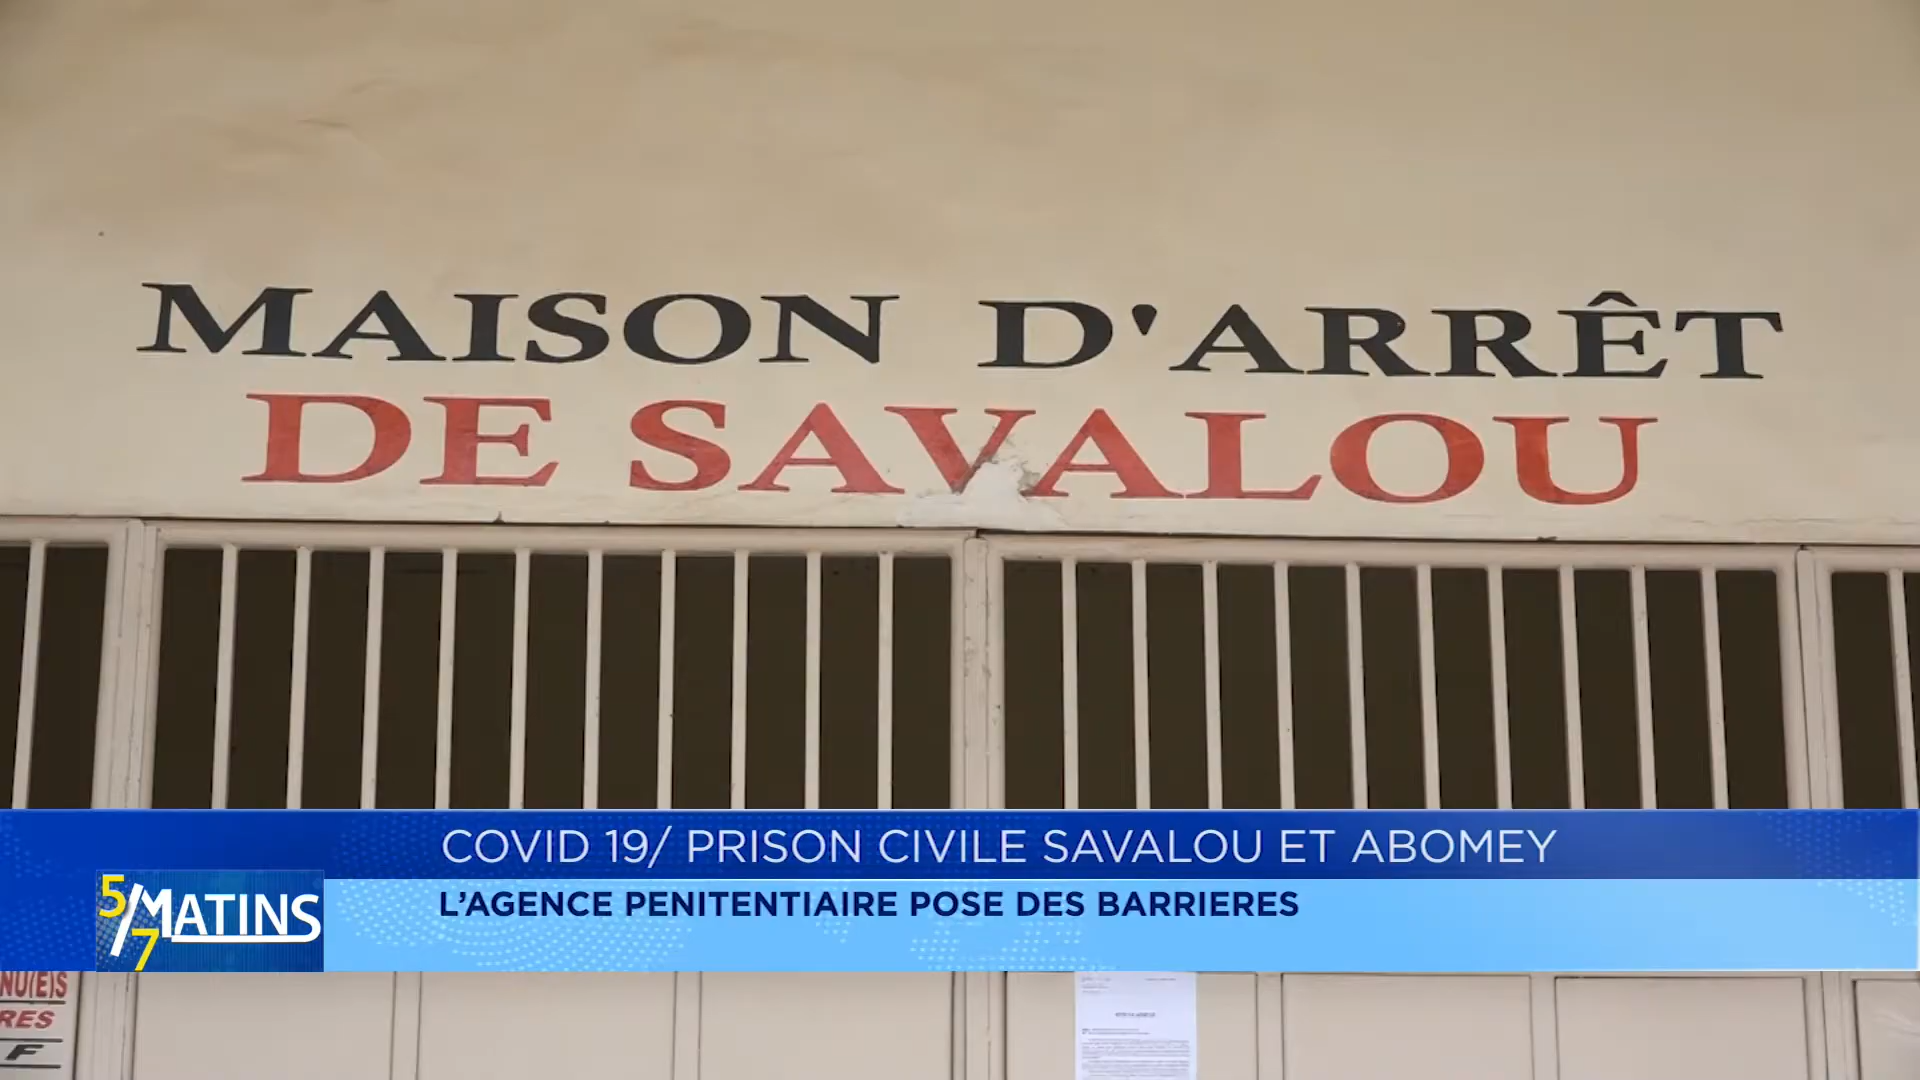 MAISON D'ARRÊT
DE SAVALOU
COVID 19/ PRISON CIVILE SAVALOU ET ABOMEY
L'AGENCE PENITENTIAIRE POSE DES BARRIERES
5/7 MATINS
NU(E)S
RES
F